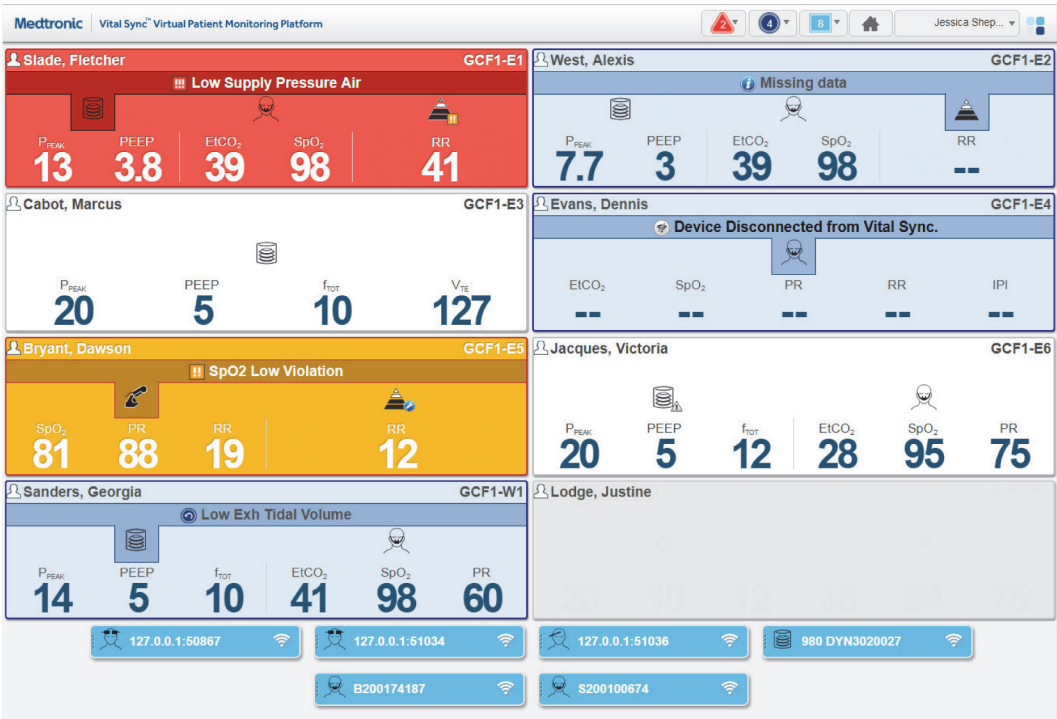 Medtronic Vital Sync™ Virtual Patient Monitoring Platform 2 4 8 Jessica Shep...
Slade, Fletcher GCF1-E1
!!! Low Supply Pressure Air
PPEAK PEEP EtCO₂ SpO₂ RR
13 3.8 39 98 41
West, Alexis GCF1-E2
Missing data
PPEAK PEEP EtCO₂ SpO₂ RR
7.7 3 39 98 --
Cabot, Marcus GCF1-E3
PPEAK PEEP fTOT VTE
20 5 10 127
Evans, Dennis GCF1-E4
Device Disconnected from Vital Sync.
EtCO₂ SpO₂ PR RR IPI
-- -- -- -- --
Bryant, Dawson GCF1-E5
!! SpO2 Low Violation
SpO₂ PR RR RR
81 88 19 12
Jacques, Victoria GCF1-E6
PPEAK PEEP fTOT EtCO₂ SpO₂ PR
20 5 12 28 95 75
Sanders, Georgia GCF1-W1
Low Exh Tidal Volume
PPEAK PEEP fTOT EtCO₂ SpO₂ PR
14 5 10 41 98 60
Lodge, Justine
127.0.0.1:50867 127.0.0.1:51034 127.0.0.1:51036 980 DYN3020027
B200174187 S200100674